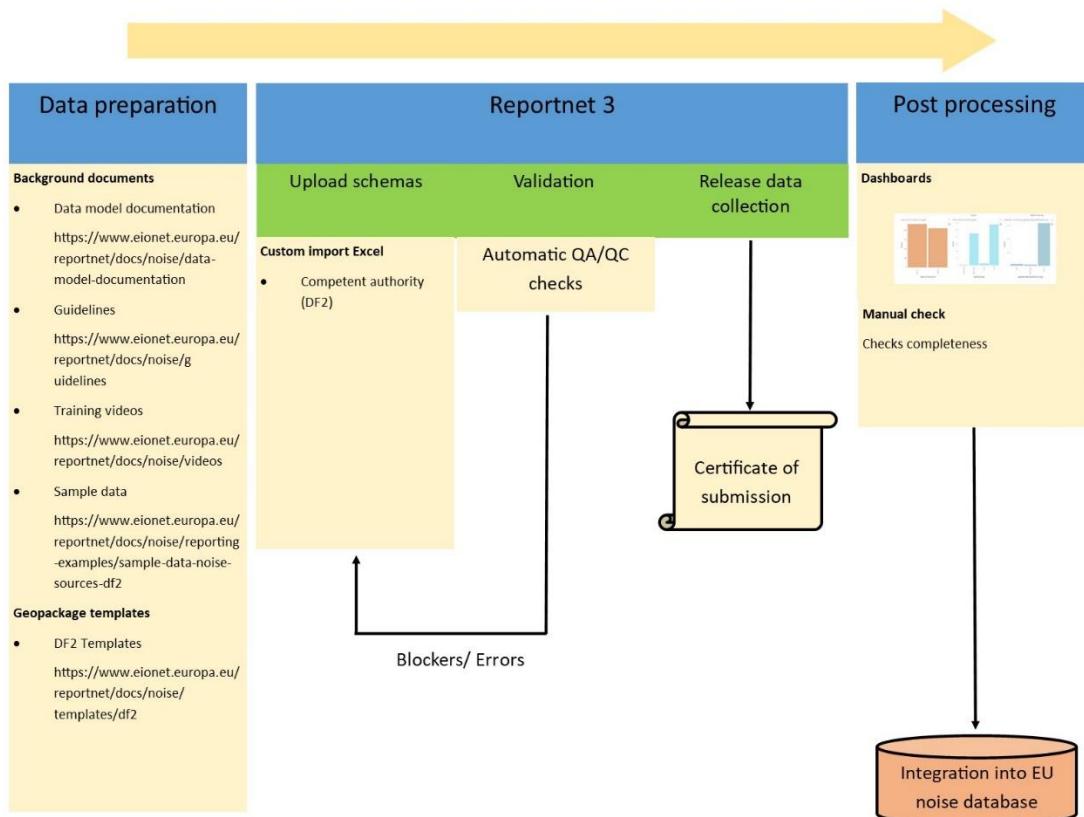 Data preparation
Background documents
● Data model documentation
https://www.eionet.europa.eu/
reportnet/docs/noise/data-
model-documentation
● Guidelines
https://www.eionet.europa.eu/
reportnet/docs/noise/g
uidelines
● Training videos
https://www.eionet.europa.eu/
reportnet/docs/noise/videos
● Sample data
https://www.eionet.europa.eu/
reportnet/docs/noise/reporting
-examples/sample-data-noise-
sources-df2
Geopackage templates
● DF2 Templates
https://www.eionet.europa.eu/
reportnet/docs/noise/
templates/df2
Reportnet 3
Upload schemas
Custom import Excel
● Competent authority
(DF2)
Validation
Automatic QA/QC
checks
Blockers/ Errors
Release data
collection
Certificate of
submission
Post processing
Dashboards
Manual check
Checks completeness
Integration into EU
noise database